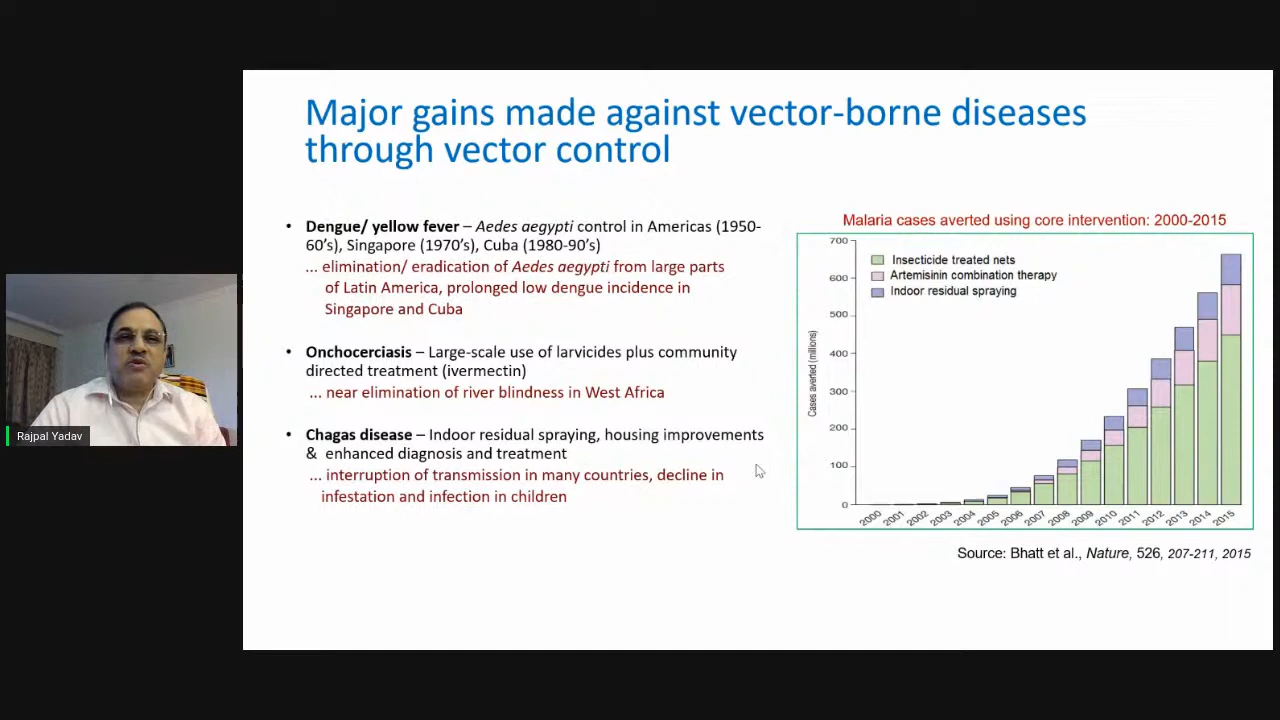 Major gains made against vector-borne diseases
through vector control
• Dengue/ yellow fever – Aedes aegypti control in Americas (1950-
60's), Singapore (1970's), Cuba (1980-90's)
... elimination/ eradication of Aedes aegypti from large parts
of Latin America, prolonged low dengue incidence in
Singapore and Cuba
• Onchocerciasis – Large-scale use of larvicides plus community
directed treatment (ivermectin)
... near elimination of river blindness in West Africa
• Chagas disease – Indoor residual spraying, housing improvements
& enhanced diagnosis and treatment
... interruption of transmission in many countries, decline in
infestation and infection in children
Malaria cases averted using core intervention: 2000-2015
Insecticide treated nets
Artemisinin combination therapy
Indoor residual spraying
Cases averted (millions)
700
600
500
400
300
200
100
0
2000 2001 2002 2003 2004 2005 2006 2007 2008 2009 2010 2011 2012 2013 2014 2015
Source: Bhatt et al., Nature, 526, 207-211, 2015
Rajpal Yadav